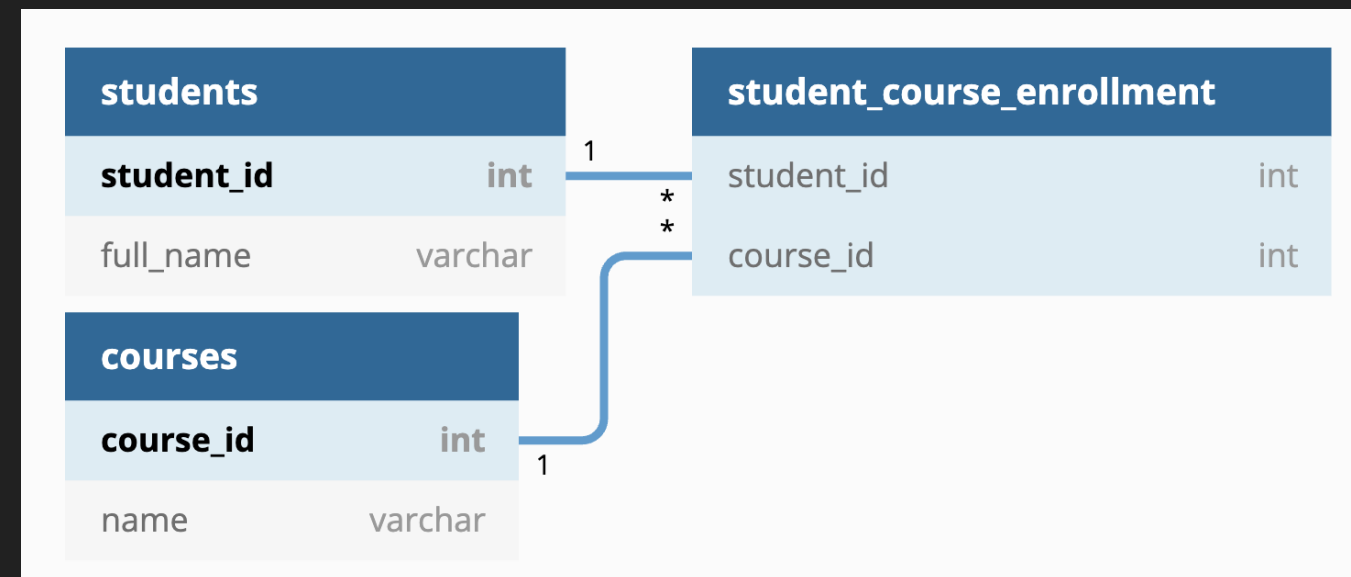 students
student_id int
full_name varchar
courses
course_id int
name varchar
1
*
*
1
student_course_enrollment
student_id int
course_id int